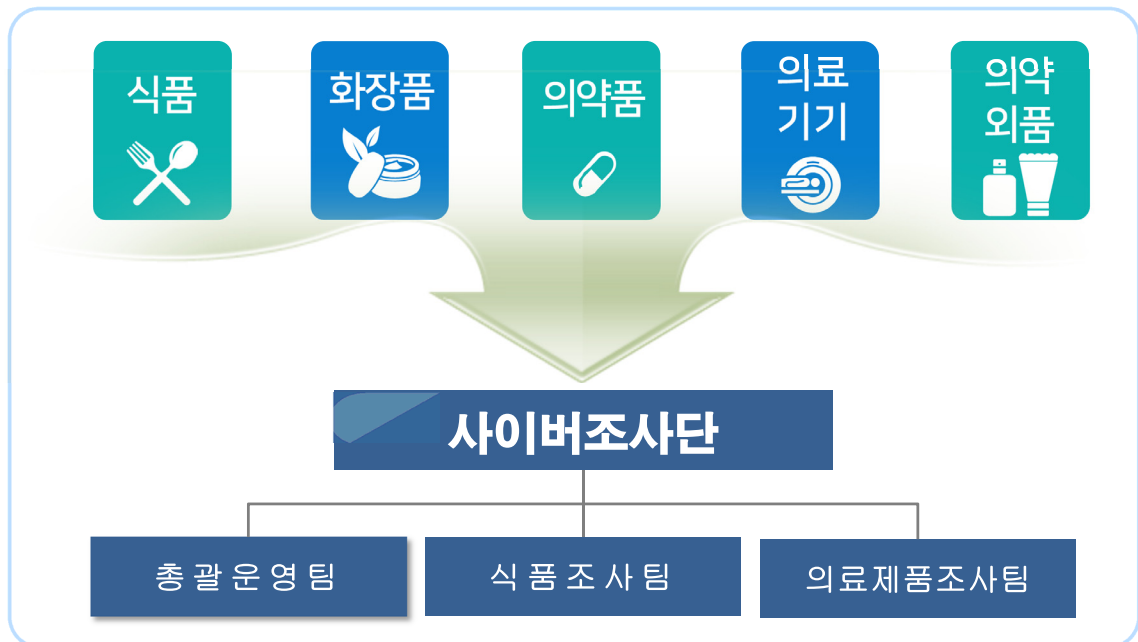 식품
화장품
의약품
의료
기기
의약
외품
사이버조사단
총괄운영팀
식품조사팀
의료제품조사팀